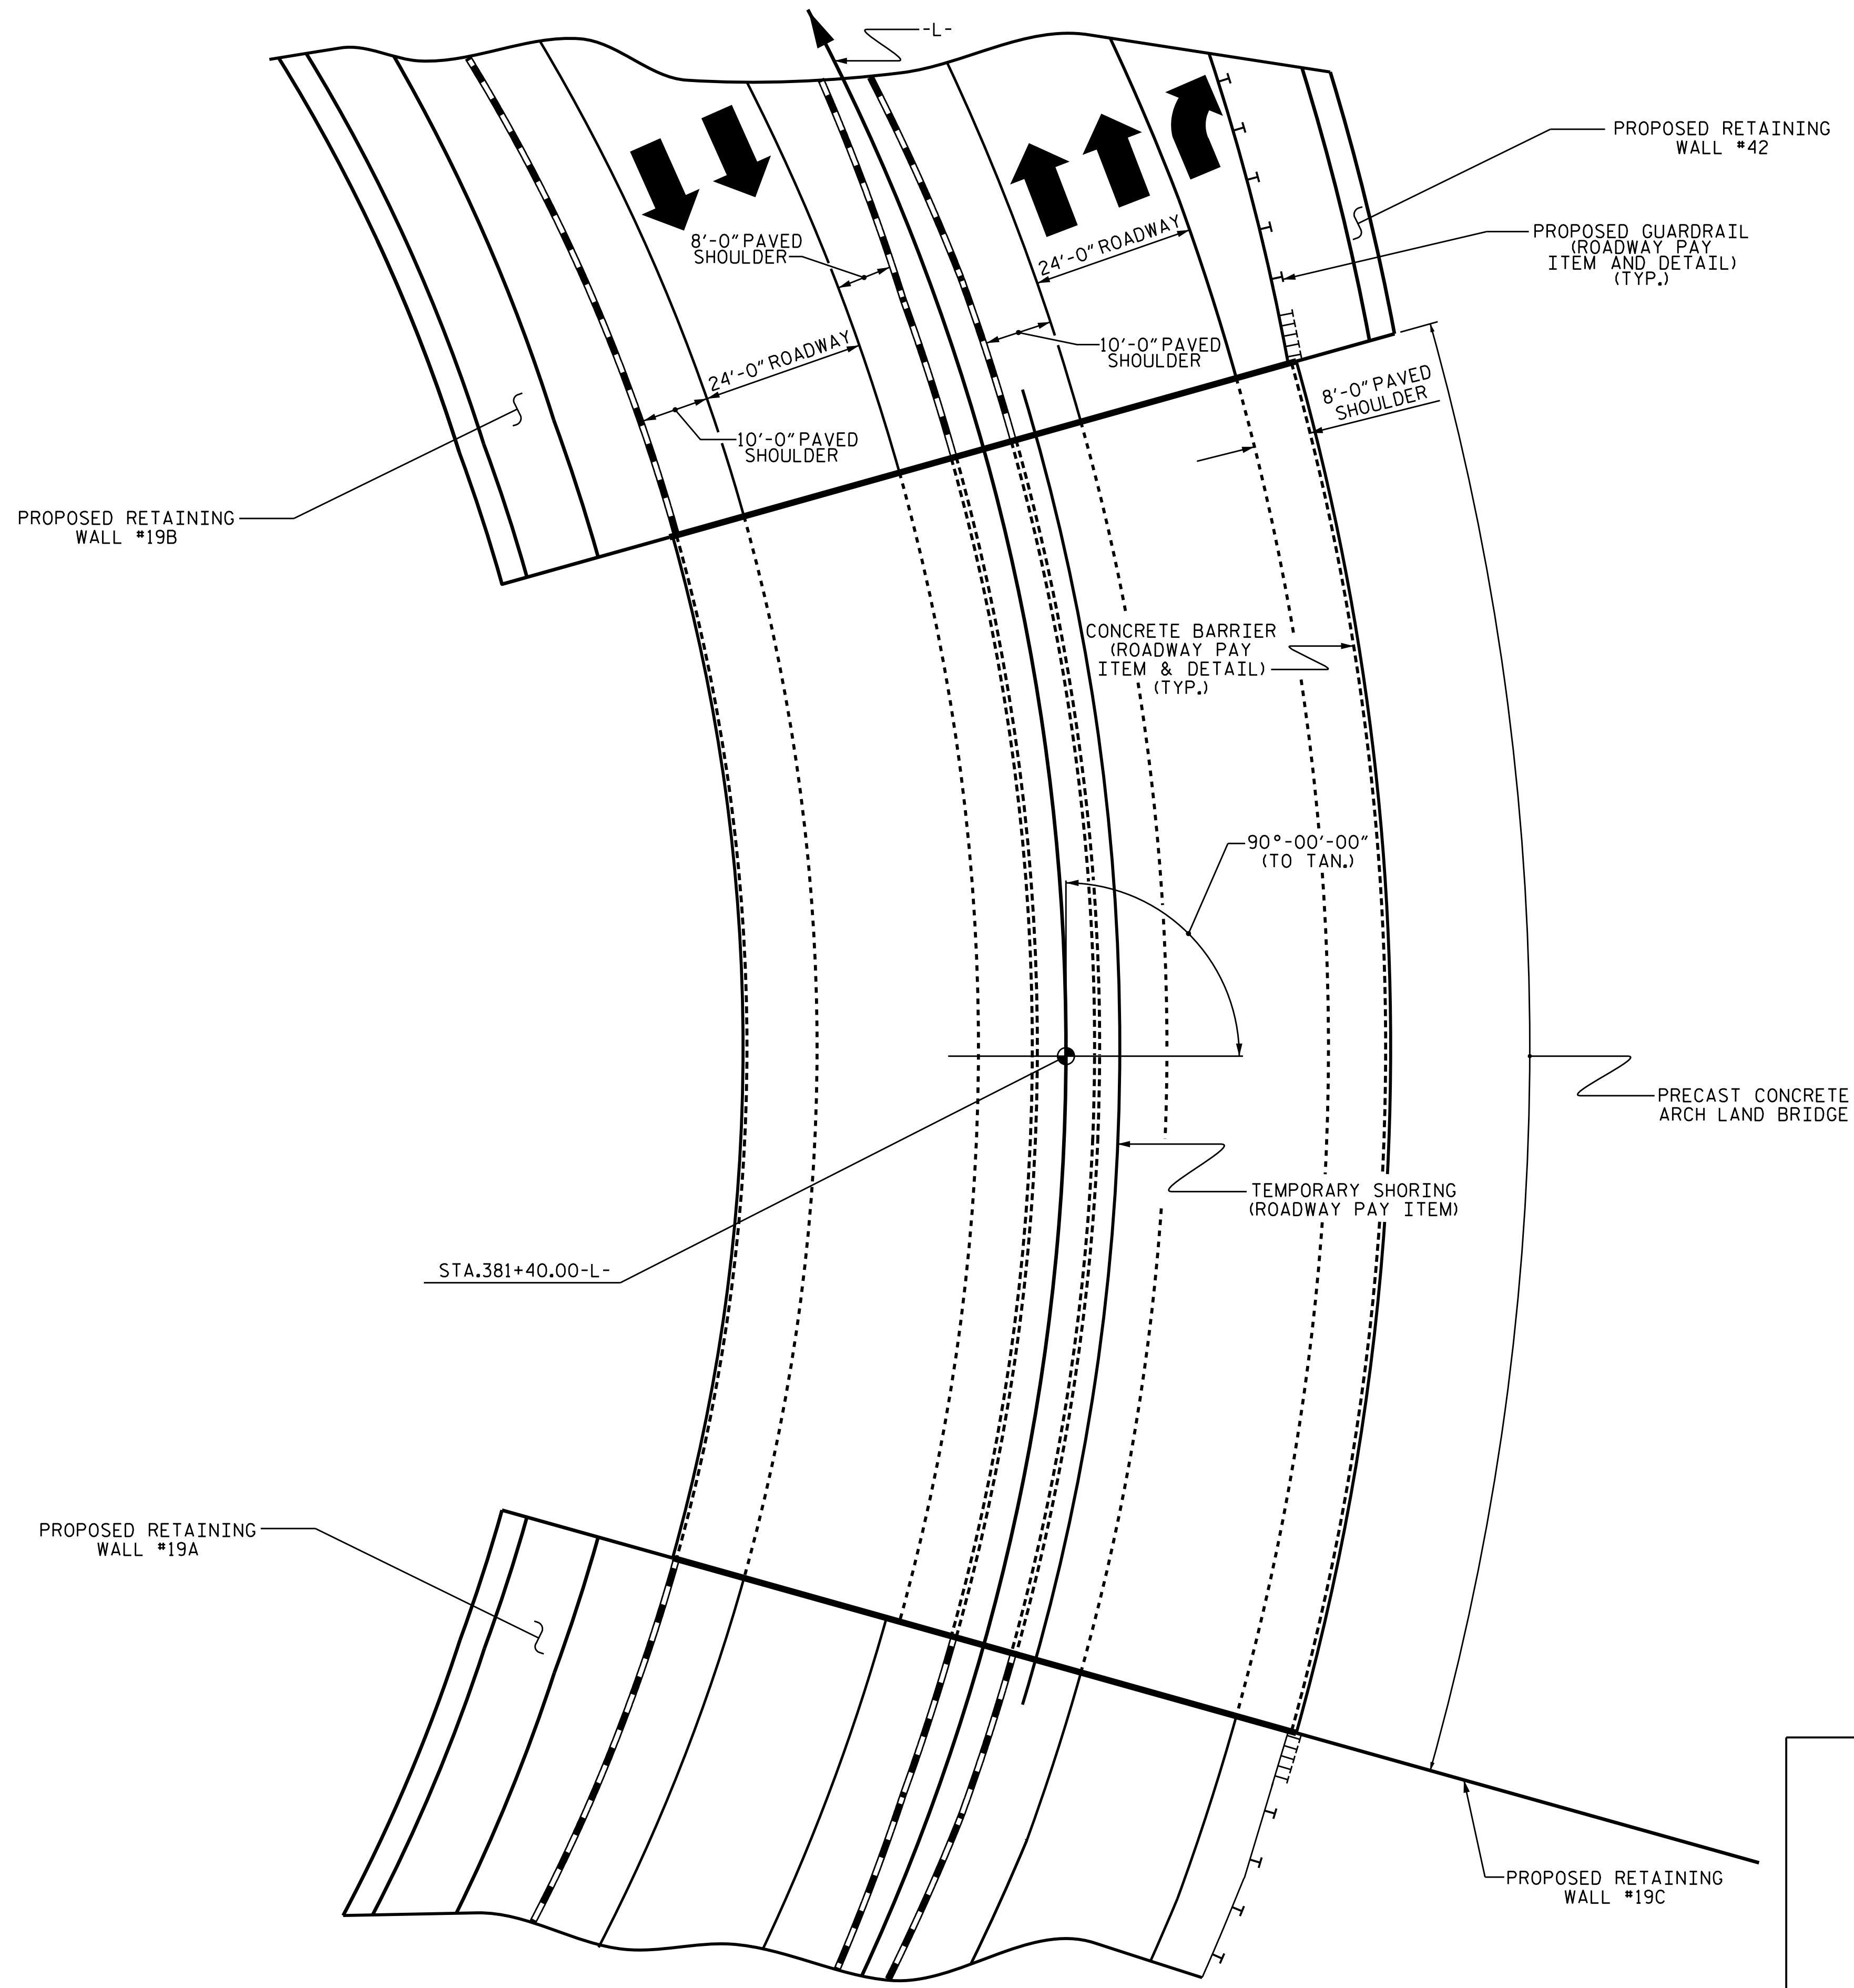 -L-
PROPOSED RETAINING
WALL #42
PROPOSED GUARDRAIL
(ROADWAY PAY
ITEM AND DETAIL)
(TYP.)
8'-0" PAVED
SHOULDER
24'-0" ROADWAY
10'-0" PAVED
SHOULDER
24'-0" ROADWAY
8'-0" PAVED
SHOULDER
10'-0" PAVED
SHOULDER
PROPOSED RETAINING
WALL #19B
CONCRETE BARRIER
(ROADWAY PAY
ITEM & DETAIL)
(TYP.)
90°-00'-00"
(TO TAN.)
PRECAST CONCRETE
ARCH LAND BRIDGE
TEMPORARY SHORING
(ROADWAY PAY ITEM)
STA.381+40.00-L-
PROPOSED RETAINING
WALL #19A
PROPOSED RETAINING
WALL #19C